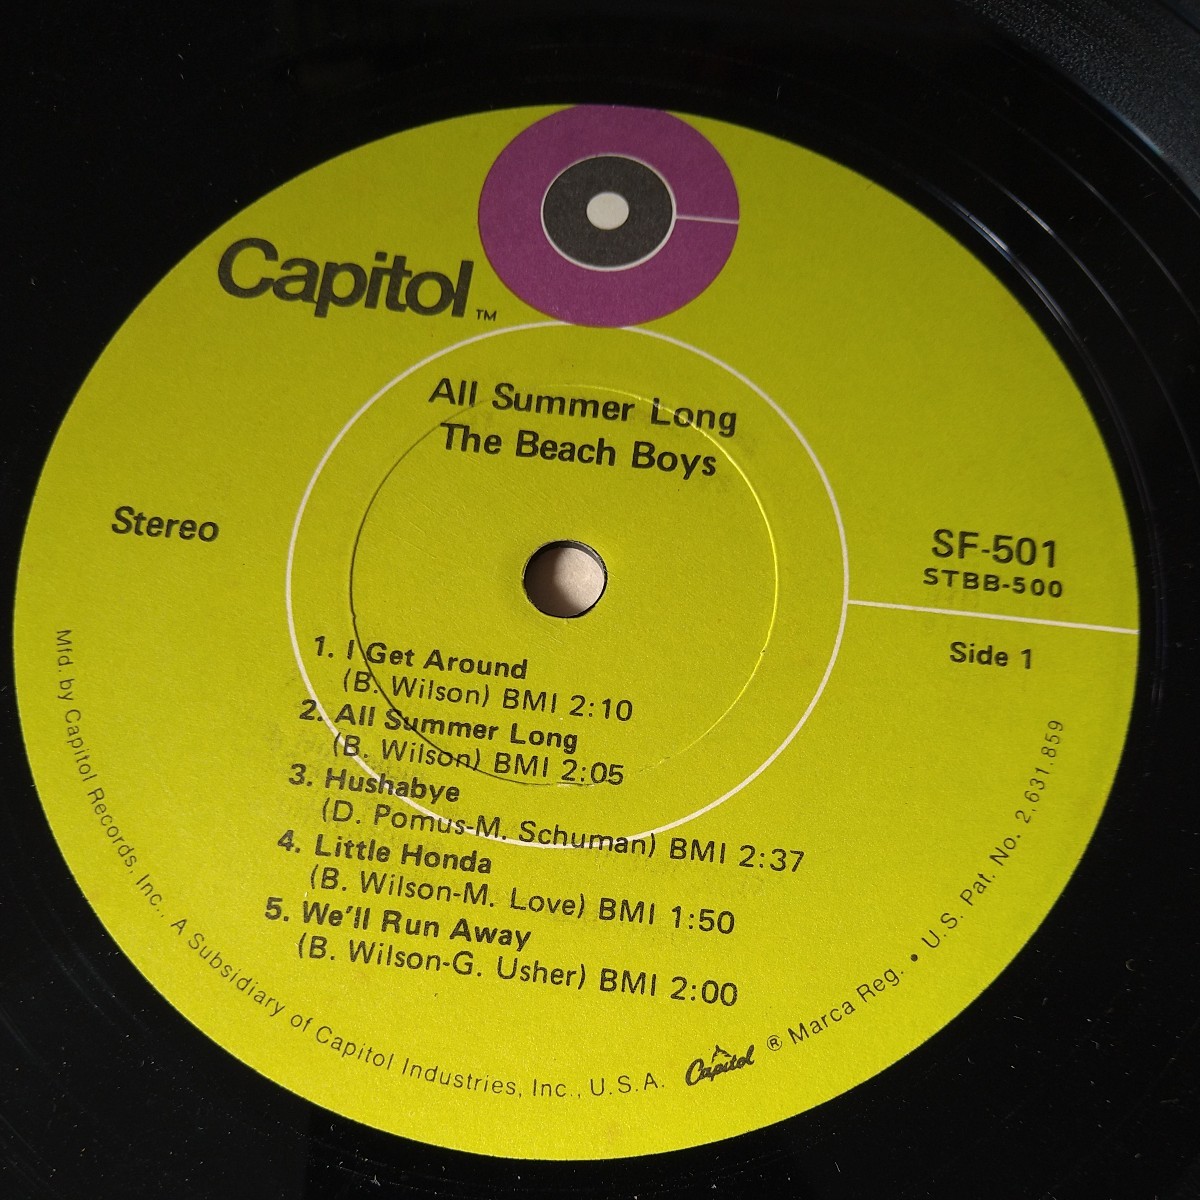 Capitol™
All Summer Long
The Beach Boys
Stereo
SF-501
STBB-500
Side 1
1. I Get Around
(B. Wilson) BMI 2:10
2. All Summer Long
(B. Wilson) BMI 2:05
3. Hushabye
(D. Pomus-M. Schuman) BMI 2:37
4. Little Honda
(B. Wilson-M. Love) BMI 1:50
5. We'll Run Away
(B. Wilson-G. Usher) BMI 2:00
Mfd. by Capitol Records, Inc., A Subsidiary of Capitol Industries, Inc., U.S.A. Capitol ® Marca Reg. • U.S. Pat. No. 2,631,859